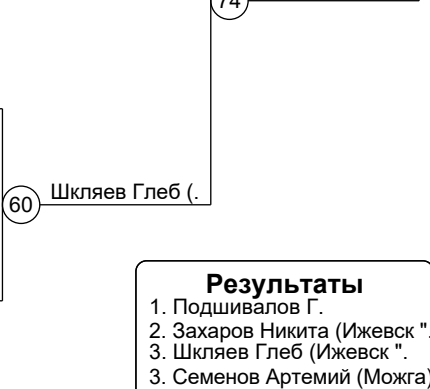 74
Шкляев Глеб (.
60
Результаты
1. Подшивалов Г.
2. Захаров Никита (Ижевск ".
3. Шкляев Глеб (Ижевск ".
3. Семенов Артемий (Можга)